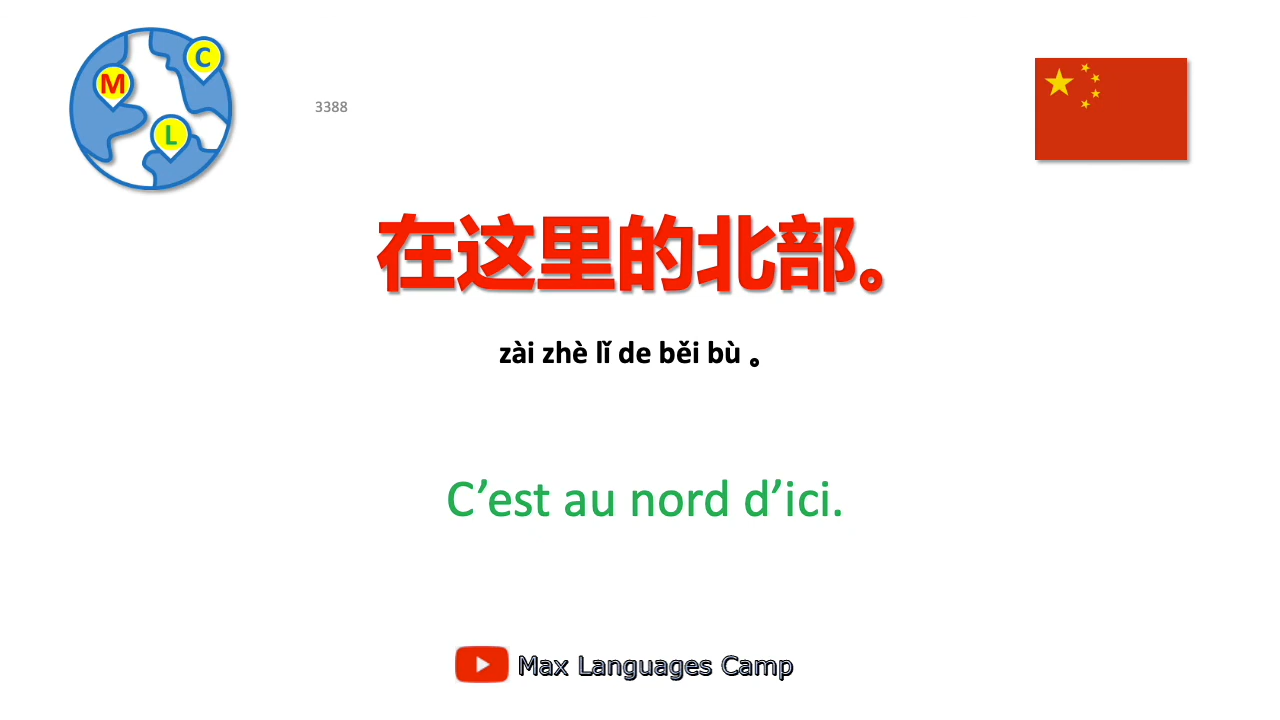 C
M
L
3388
在这里的北部。
zài zhè lǐ de běi bù 。
C’est au nord d’ici.
Max Languages Camp